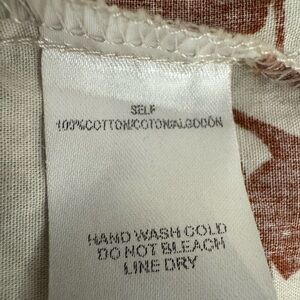 SELF
100%COTTON/COTON/ALGODÓN
HAND WASH COLD
DO NOT BLEACH
LINE DRY